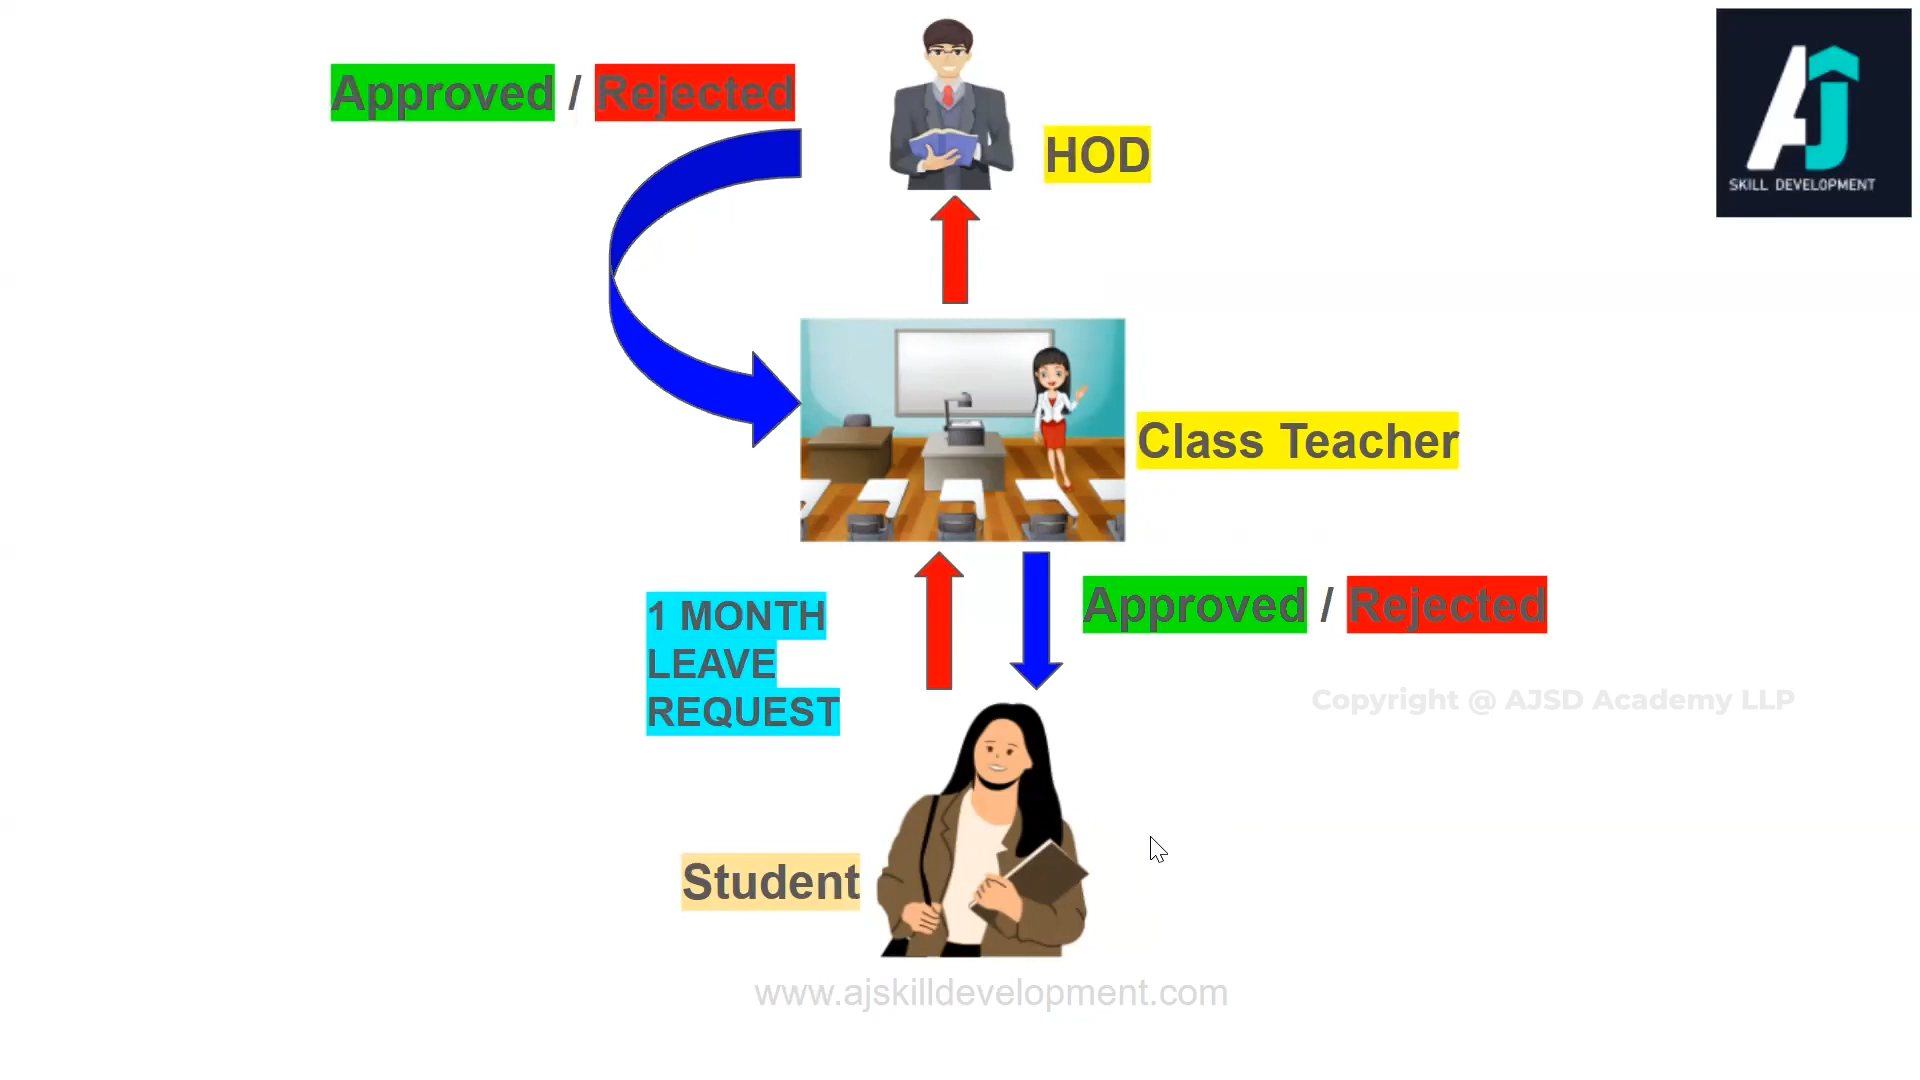 Approved / Rejected
HOD
AJ
SKILL DEVELOPMENT
Class Teacher
1 MONTH
LEAVE
REQUEST
Approved / Rejected
Copyright @ AJSD Academy LLP
Student
www.ajskilldevelopment.com